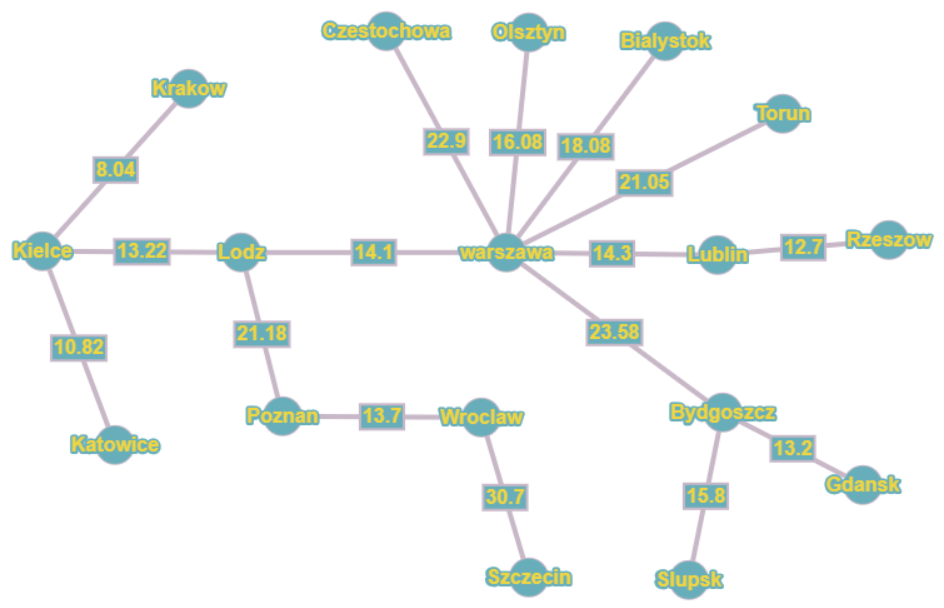 Czestochowa
Olsztyn
Bialystok
Krakow
Torun
22.9
16.08
18.08
8.04
21.05
Kielce
13.22
Lodz
14.1
warszawa
14.3
Lublin
12.7
Rzeszow
10.82
21.18
23.58
Katowice
Poznan
13.7
Wroclaw
Bydgoszcz
13.2
Gdansk
30.7
15.8
Szczecin
Slupsk